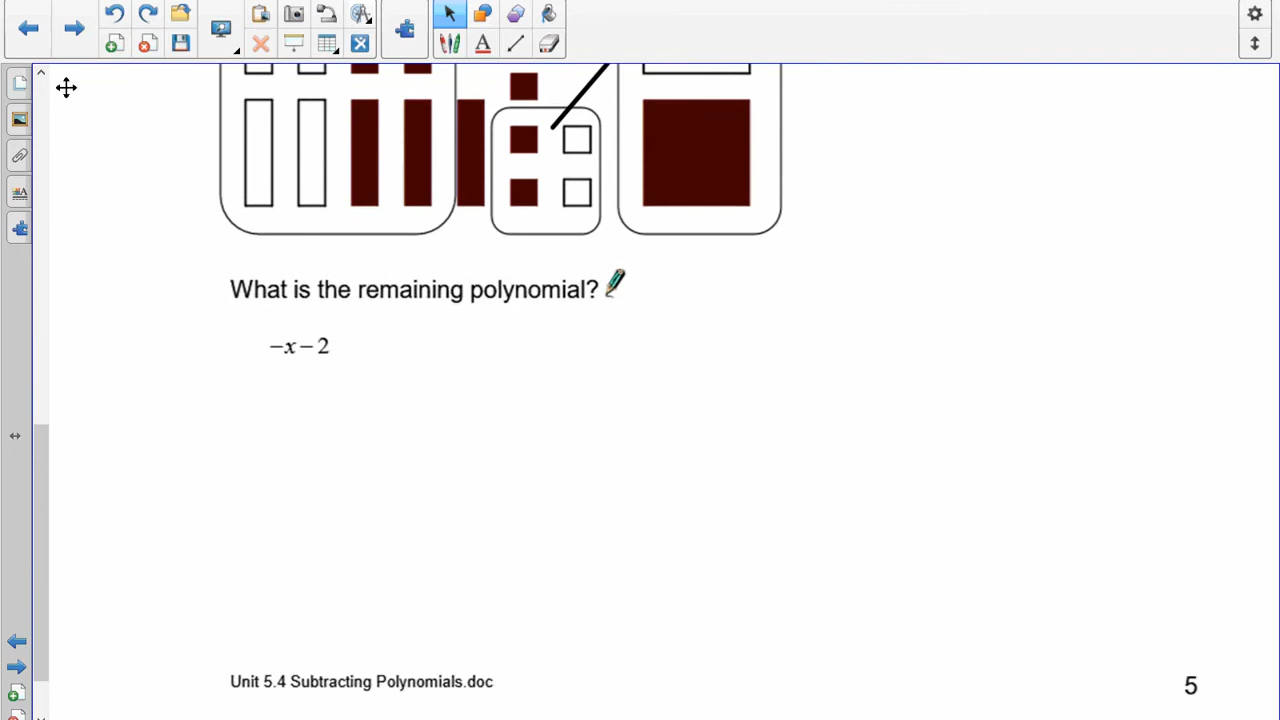 What is the remaining polynomial?
−x − 2
Unit 5.4 Subtracting Polynomials.doc
5